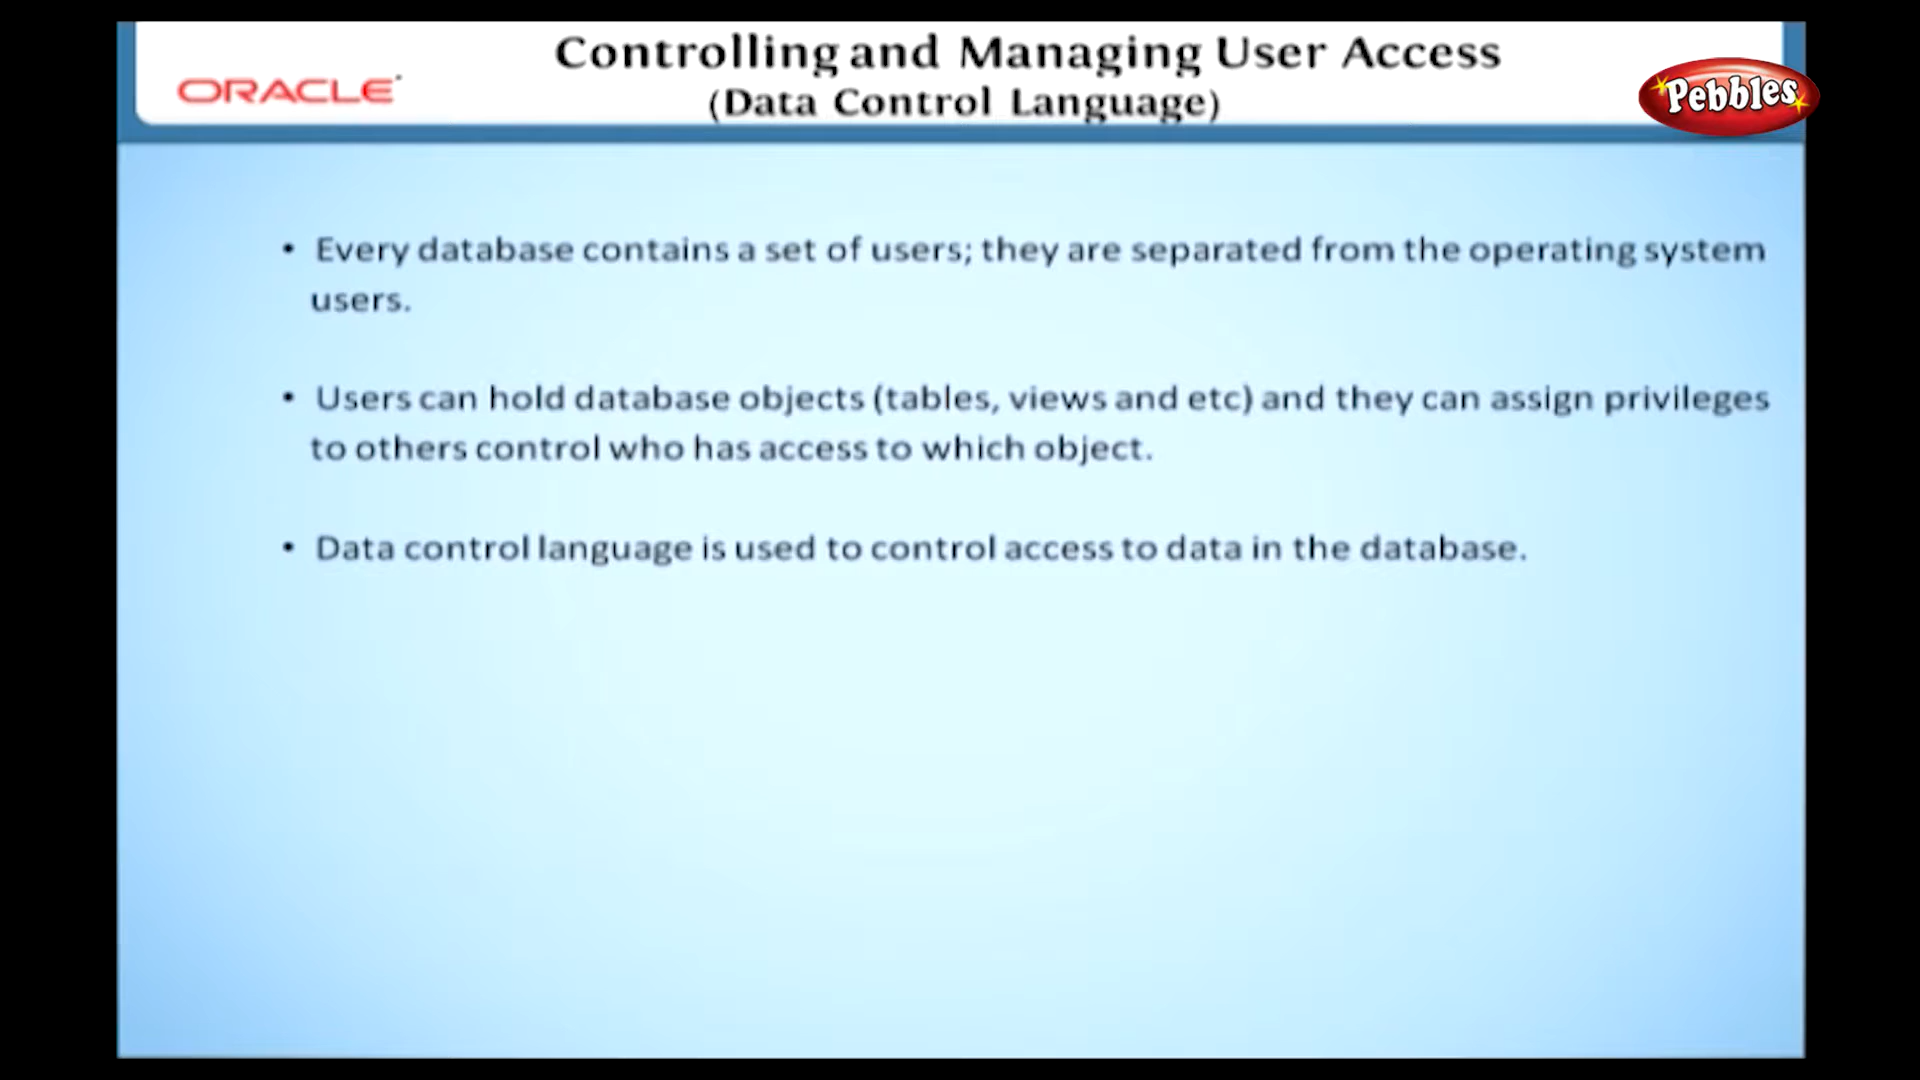 Controlling and Managing User Access
ORACLE
(Data Control Language)
Pebbles
• Every database contains a set of users; they are separated from the operating system
users.
• Users can hold database objects (tables, views and etc) and they can assign privileges
to others control who has access to which object.
• Data control language is used to control access to data in the database.